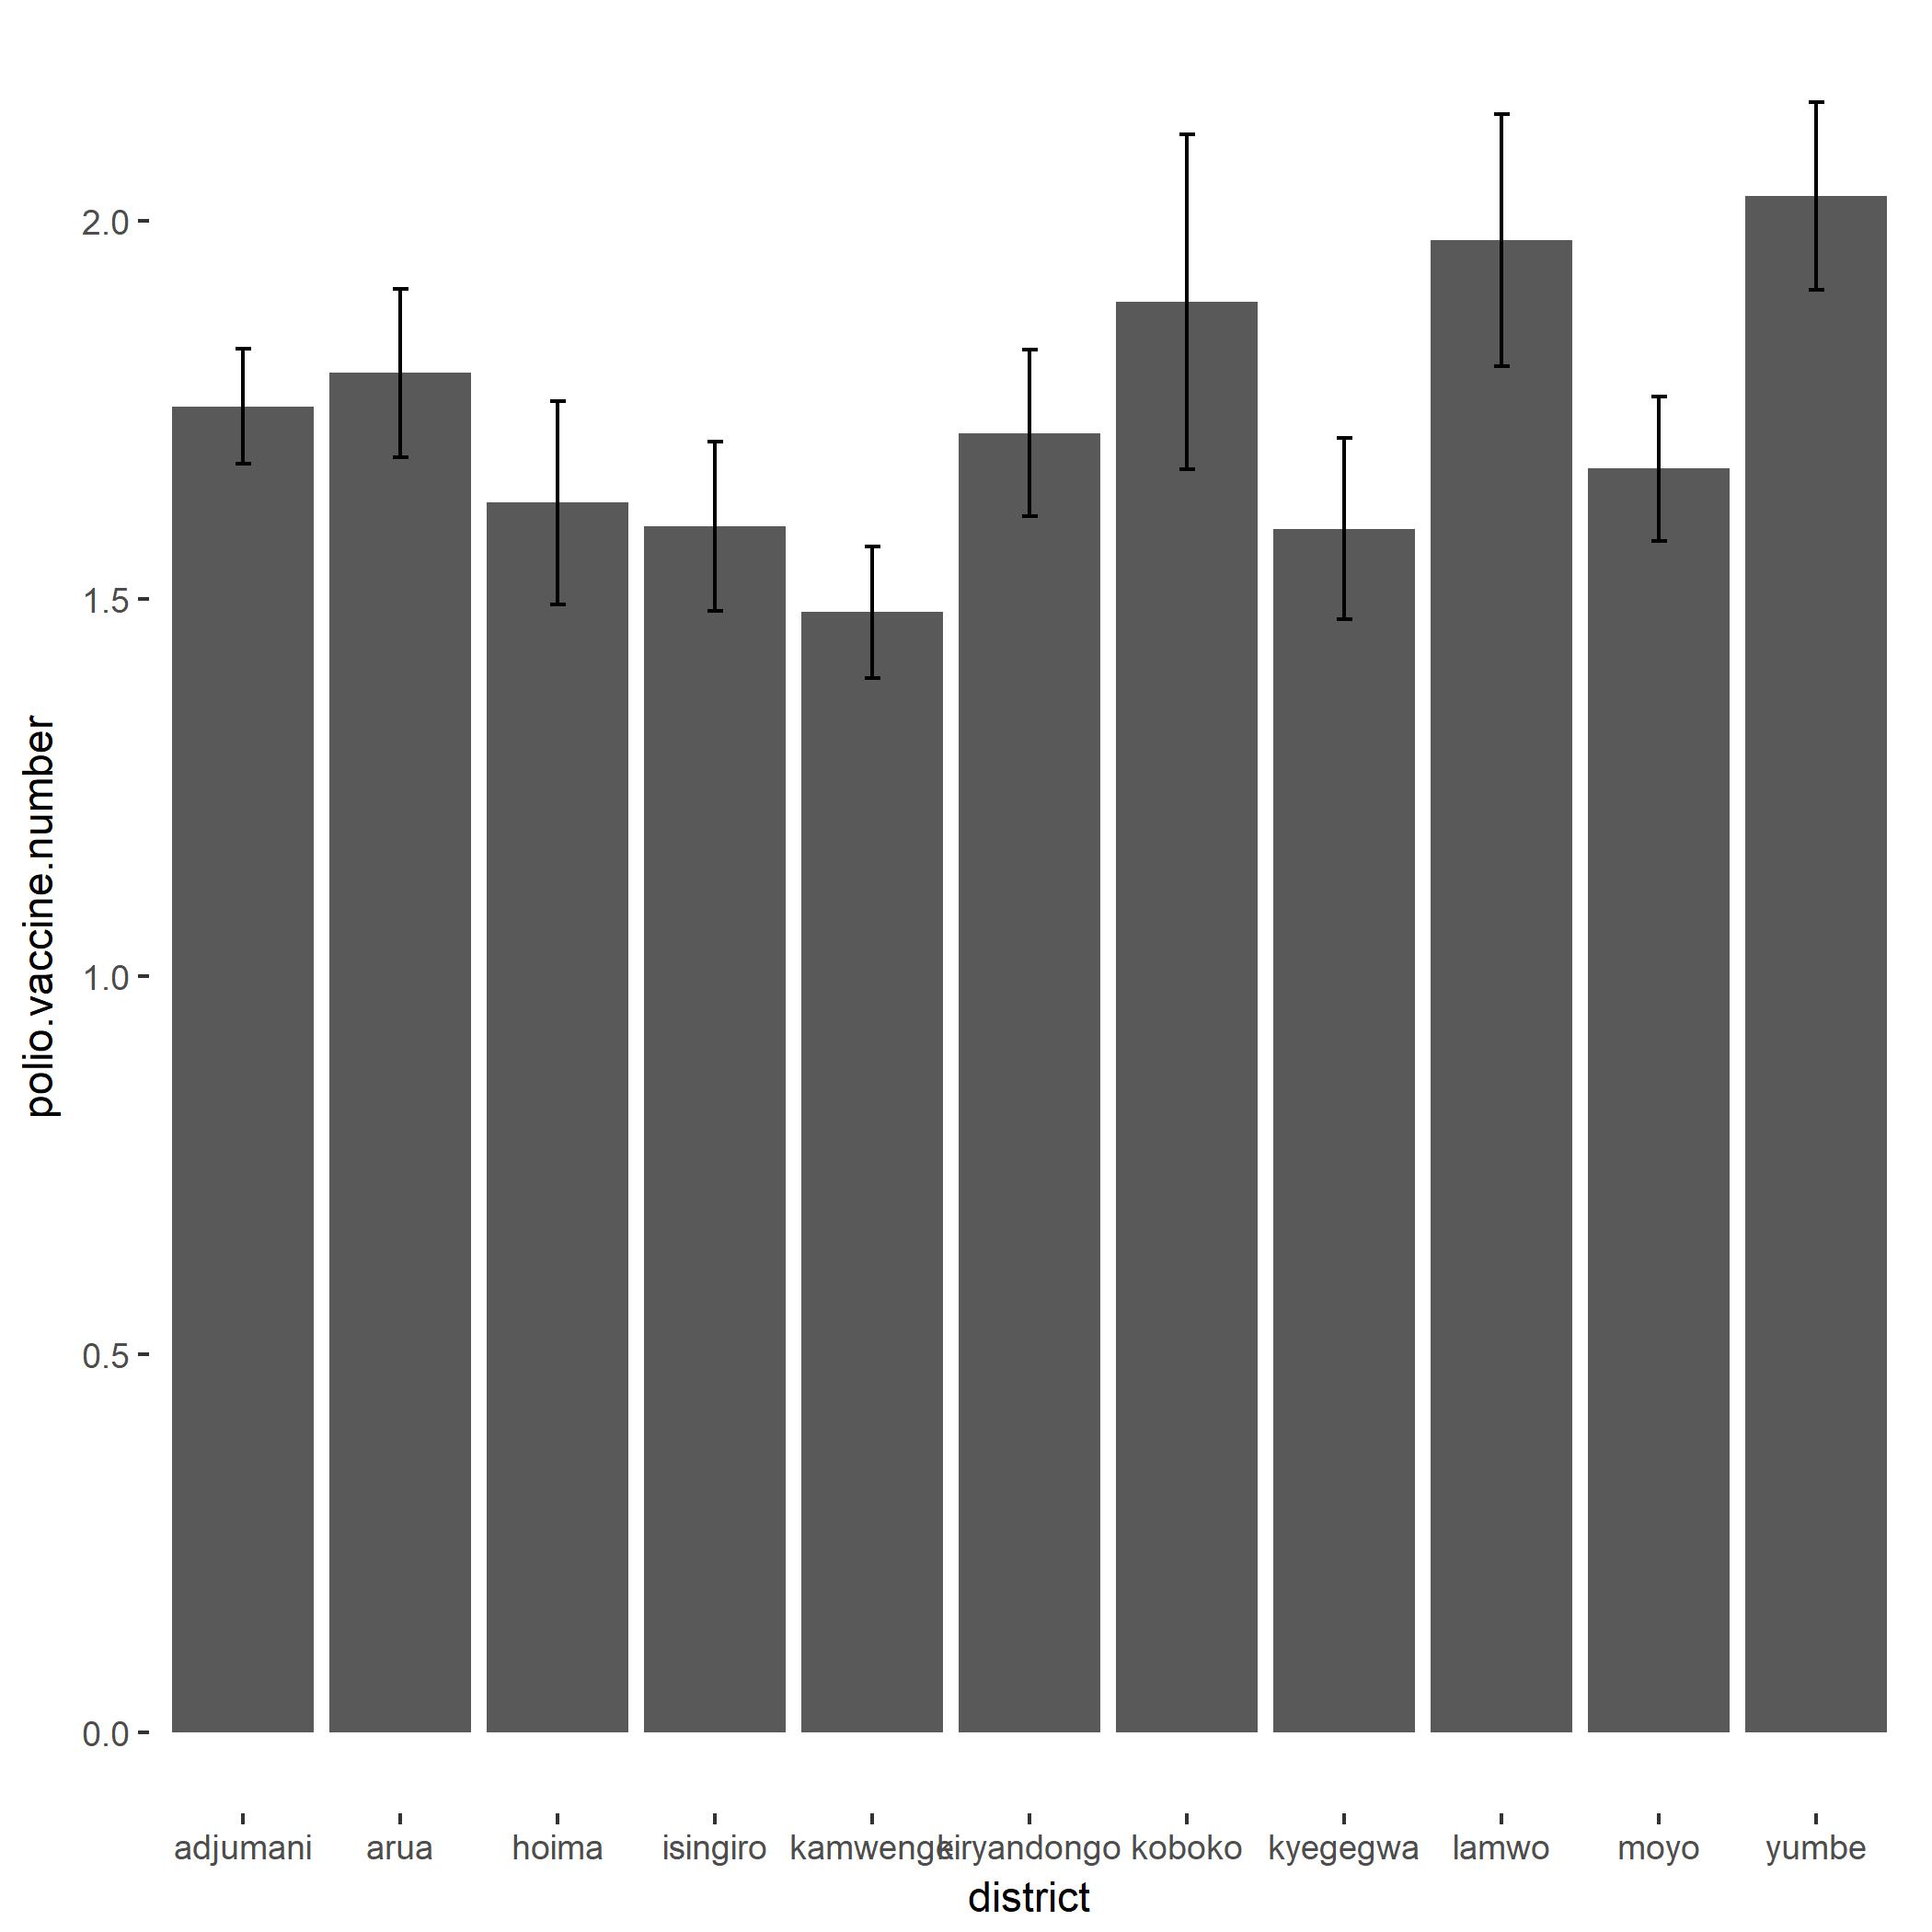 polio.vaccine.number
2.0
1.5
1.0
0.5
0.0
adjumani arua hoima isingiro kamwenge kiryandongo koboko kyegegwa lamwo moyo yumbe
district